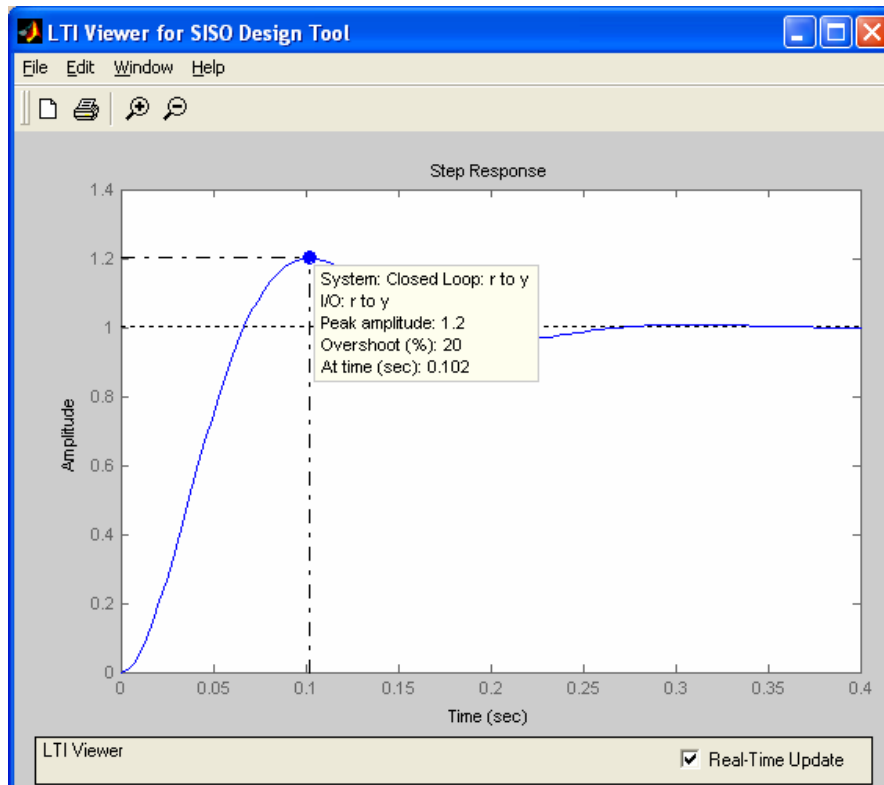 LTI Viewer for SISO Design Tool
File Edit Window Help
Step Response
1.4
1.2
1
0.8
0.6
0.4
0.2
0
Amplitude
System: Closed Loop: r to y
I/O: r to y
Peak amplitude: 1.2
Overshoot (%): 20
At time (sec): 0.102
0 0.05 0.1 0.15 0.2 0.25 0.3 0.35 0.4
Time (sec)
LTI Viewer
Real-Time Update